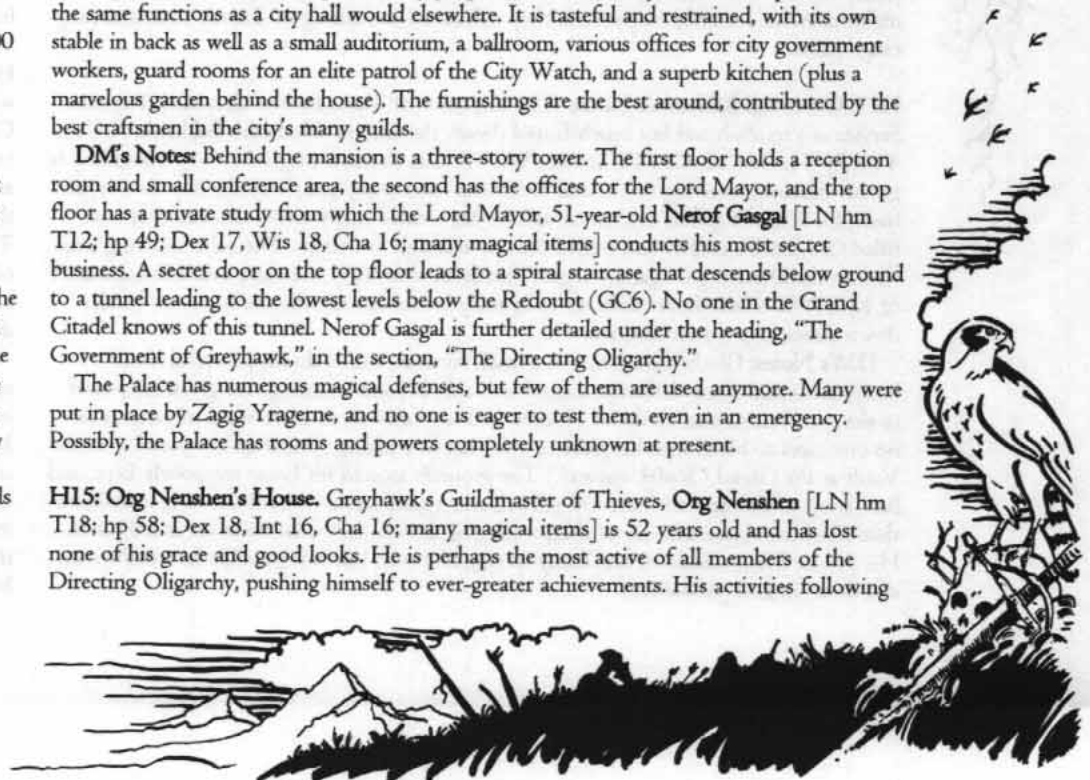 the same functions as a city hall would elsewhere. It is tasteful and restrained, with its own
stable in back as well as a small auditorium, a ballroom, various offices for city government
workers, guard rooms for an elite patrol of the City Watch, and a superb kitchen (plus a
marvelous garden behind the house). The furnishings are the best around, contributed by the
best craftsmen in the city's many guilds.
DM's Notes: Behind the mansion is a three-story tower. The first floor holds a reception
room and small conference area, the second has the offices for the Lord Mayor, and the top
floor has a private study from which the Lord Mayor, 51-year-old Nerof Gasgal [LN hm
T12; hp 49; Dex 17, Wis 18, Cha 16; many magical items] conducts his most secret
business. A secret door on the top floor leads to a spiral staircase that descends below ground
to a tunnel leading to the lowest levels below the Redoubt (GC6). No one in the Grand
Citadel knows of this tunnel. Nerof Gasgal is further detailed under the heading, "The
Government of Greyhawk," in the section, "The Directing Oligarchy."
The Palace has numerous magical defenses, but few of them are used anymore. Many were
put in place by Zagig Yragerne, and no one is eager to test them, even in an emergency.
Possibly, the Palace has rooms and powers completely unknown at present.
H15: Org Nenshen's House. Greyhawk's Guildmaster of Thieves, Org Nenshen [LN hm
T18; hp 58; Dex 18, Int 16, Cha 16; many magical items] is 52 years old and has lost
none of his grace and good looks. He is perhaps the most active of all members of the
Directing Oligarchy, pushing himself to ever-greater achievements. His activities following